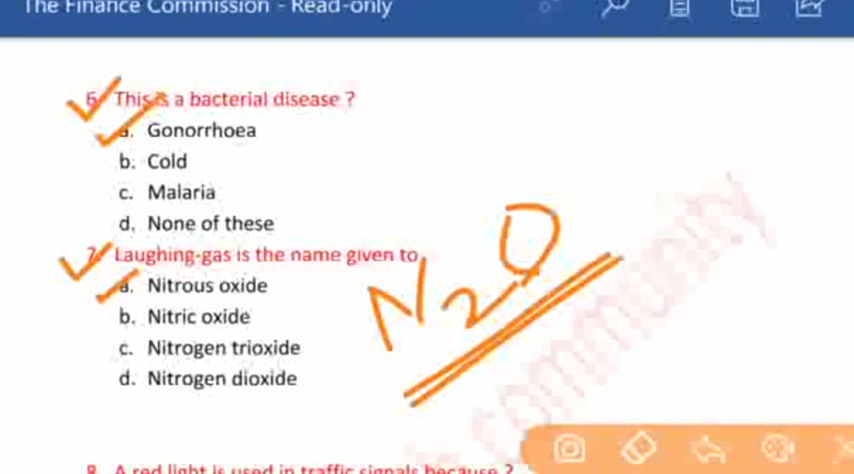 The Finance Commission - Read-only
6. This is a bacterial disease ?
a. Gonorrhoea
b. Cold
c. Malaria
d. None of these
7. Laughing-gas is the name given to
a. Nitrous oxide
b. Nitric oxide
c. Nitrogen trioxide
d. Nitrogen dioxide
N2O
community
8. A red light is used in traffic signals because ?